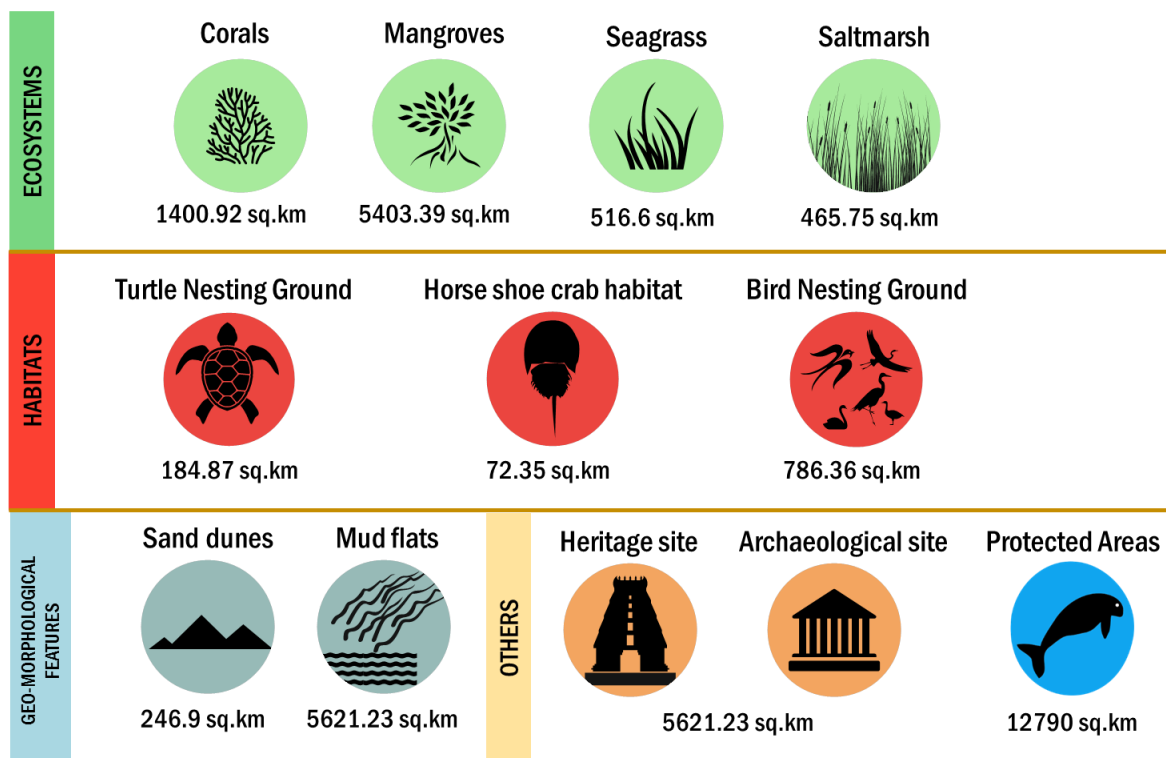 ECOSYSTEMS
Corals
Mangroves
Seagrass
Saltmarsh
1400.92 sq.km
5403.39 sq.km
516.6 sq.km
465.75 sq.km
HABITATS
Turtle Nesting Ground
Horse shoe crab habitat
Bird Nesting Ground
184.87 sq.km
72.35 sq.km
786.36 sq.km
GEO-MORPHOLOGICAL
FEATURES
Sand dunes
Mud flats
246.9 sq.km
5621.23 sq.km
OTHERS
Heritage site
Archaeological site
Protected Areas
5621.23 sq.km
12790 sq.km